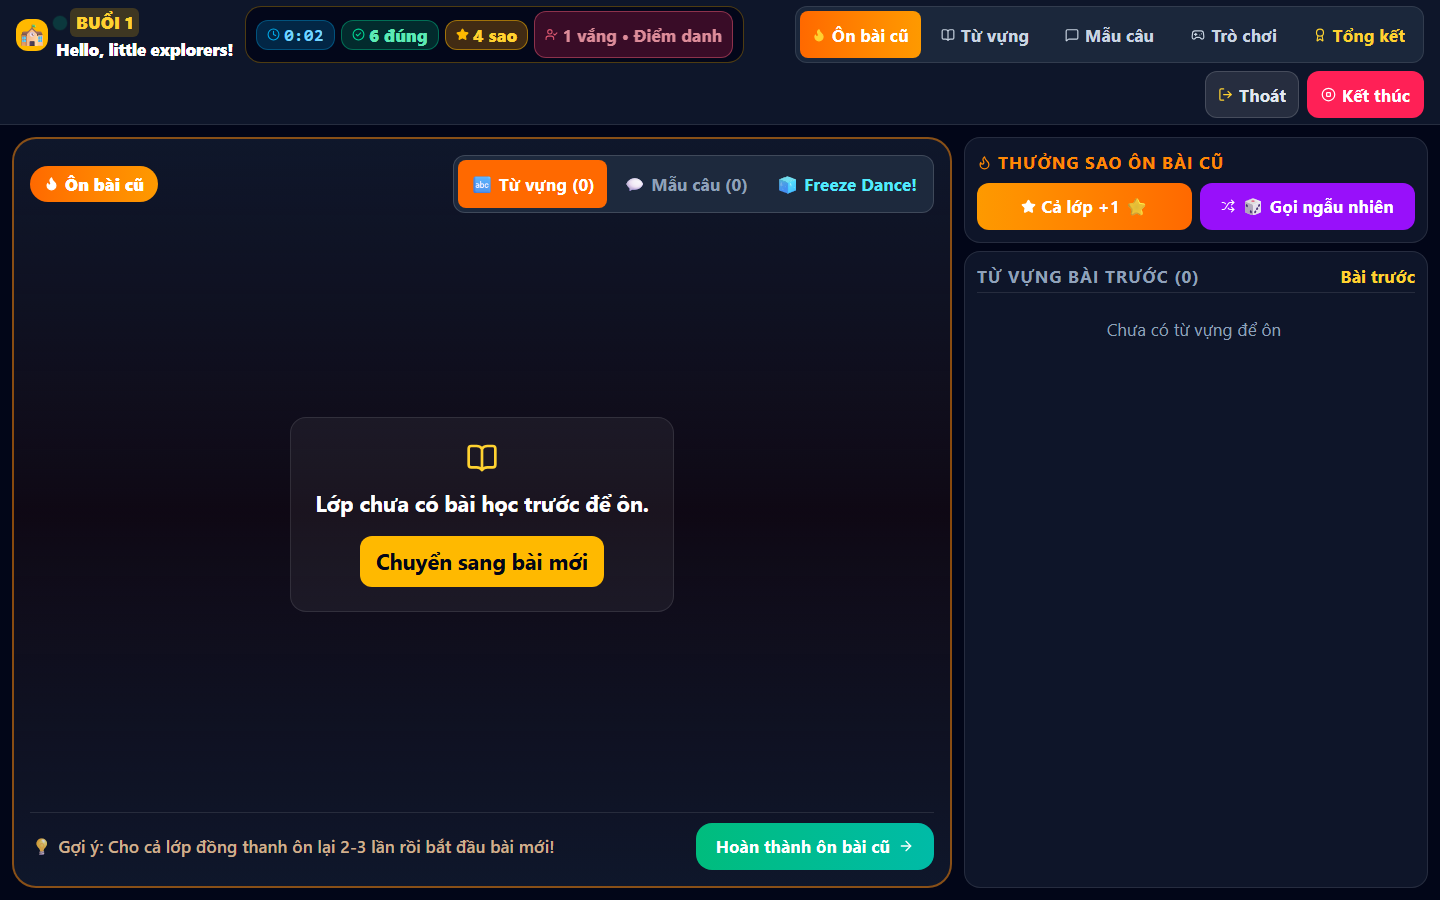 BUỔI 1
Hello, little explorers!
0:02
6 đúng
4 sao
1 vắng • Điểm danh
Ôn bài cũ
Từ vựng
Mẫu câu
Trò chơi
Tổng kết
Thoát
Kết thúc
Ôn bài cũ
abc Từ vựng (0)
Mẫu câu (0)
Freeze Dance!
THƯỞNG SAO ÔN BÀI CŨ
Cả lớp +1
Gọi ngẫu nhiên
TỪ VỰNG BÀI TRƯỚC (0)
Bài trước
Chưa có từ vựng để ôn
Lớp chưa có bài học trước để ôn.
Chuyển sang bài mới
Gợi ý: Cho cả lớp đồng thanh ôn lại 2-3 lần rồi bắt đầu bài mới!
Hoàn thành ôn bài cũ